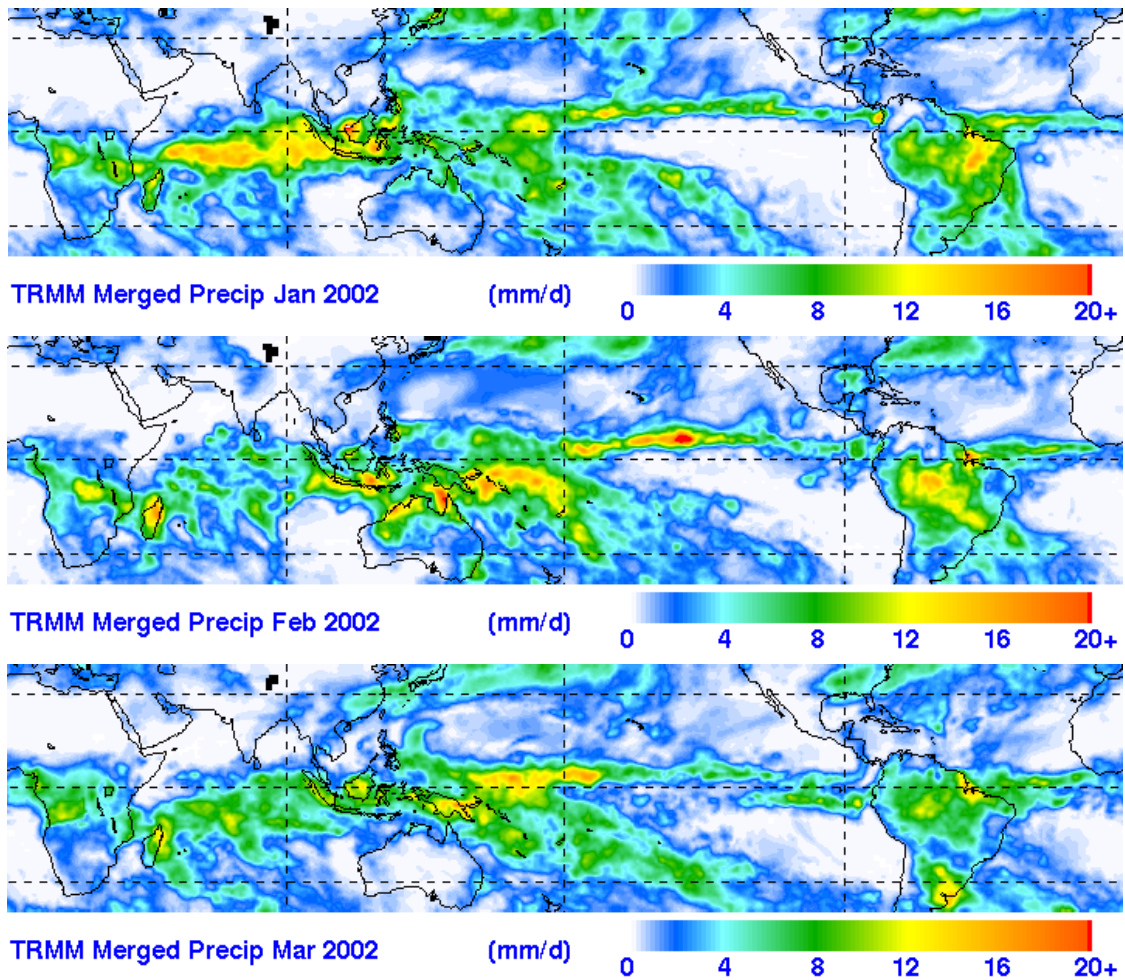 TRMM Merged Precip Jan 2002 (mm/d) 0 4 8 12 16 20+
TRMM Merged Precip Feb 2002 (mm/d) 0 4 8 12 16 20+
TRMM Merged Precip Mar 2002 (mm/d) 0 4 8 12 16 20+